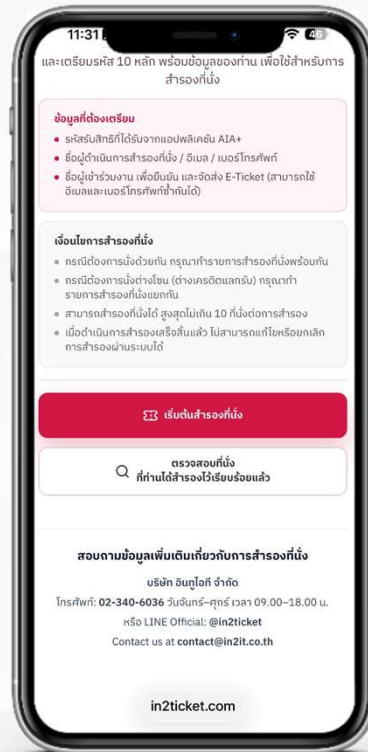 11:31
46
และเตรียมรหัส 10 หลัก พร้อมข้อมูลของท่าน เพื่อใช้สำหรับการ
สำรองที่นั่ง
ข้อมูลที่ต้องเตรียม
• รหัสรับสิทธิที่ได้รับจากแอปพลิเคชัน AIA+
• ชื่อผู้ดำเนินการสำรองที่นั่ง / อีเมล / เบอร์โทรศัพท์
• ชื่อผู้เข้าร่วมงาน เพื่อยืนยัน และจัดส่ง E-Ticket (สามารถใช้
อีเมลและเบอร์โทรศัพท์ซ้ำกันได้)
เงื่อนไขการสำรองที่นั่ง
• กรณีต้องการนั่งด้วยกัน กรุณาทำรายการสำรองที่นั่งพร้อมกัน
• กรณีต้องการนั่งต่างโซน (ต่างเครดิตแลกรับ) กรุณาทำ
รายการสำรองที่นั่งแยกกัน
• สามารถสำรองที่นั่งได้ สูงสุดไม่เกิน 10 ที่นั่งต่อการสำรอง
• เมื่อดำเนินการสำรองเสร็จสิ้นแล้ว ไม่สามารถแก้ไขหรือยกเลิก
การสำรองผ่านระบบได้
เริ่มต้นสำรองที่นั่ง
ตรวจสอบที่นั่ง
ที่ท่านได้สำรองไว้เรียบร้อยแล้ว
สอบถามข้อมูลเพิ่มเติมเกี่ยวกับการสำรองที่นั่ง
บริษัท อินทูไอที จำกัด
โทรศัพท์: 02-340-6036 วันจันทร์–ศุกร์ เวลา 09.00–18.00 น.
หรือ LINE Official: @in2ticket
Contact us at contact@in2it.co.th
in2ticket.com